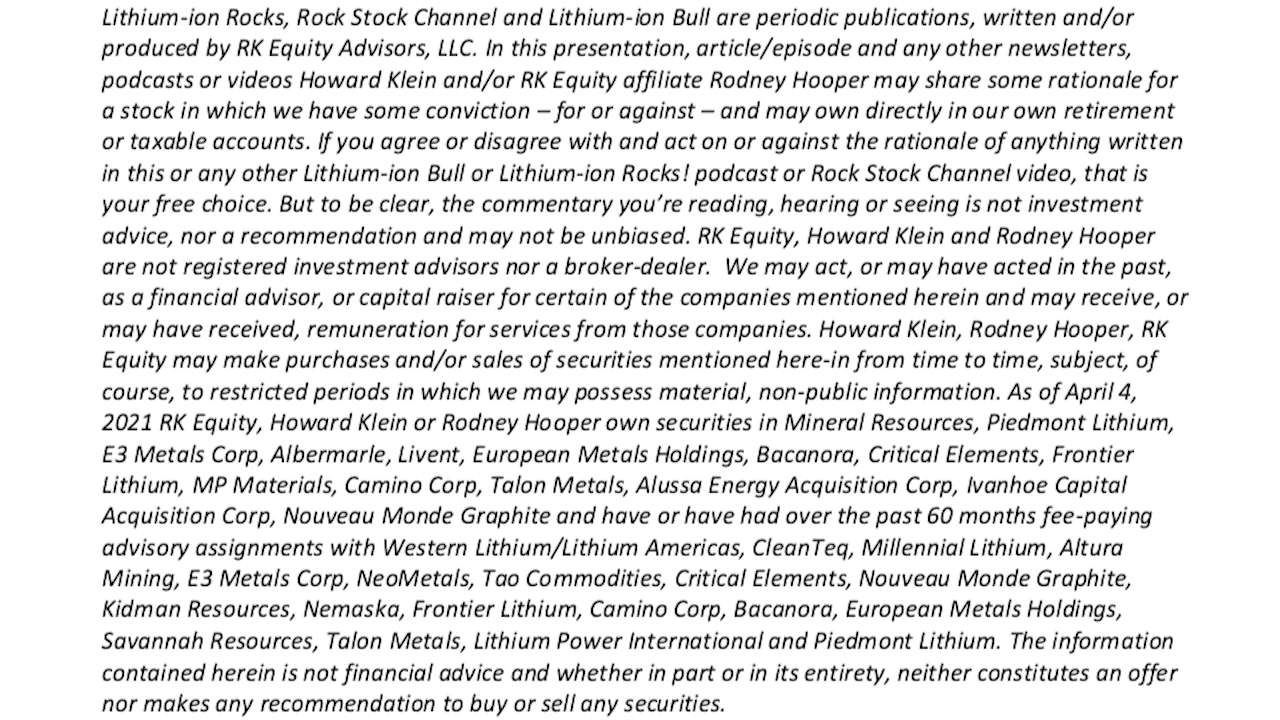 Lithium-ion Rocks, Rock Stock Channel and Lithium-ion Bull are periodic publications, written and/or
produced by RK Equity Advisors, LLC. In this presentation, article/episode and any other newsletters,
podcasts or videos Howard Klein and/or RK Equity affiliate Rodney Hooper may share some rationale for
a stock in which we have some conviction – for or against – and may own directly in our own retirement
or taxable accounts. If you agree or disagree with and act on or against the rationale of anything written
in this or any other Lithium-ion Bull or Lithium-ion Rocks! podcast or Rock Stock Channel video, that is
your free choice. But to be clear, the commentary you’re reading, hearing or seeing is not investment
advice, nor a recommendation and may not be unbiased. RK Equity, Howard Klein and Rodney Hooper
are not registered investment advisors nor a broker-dealer.  We may act, or may have acted in the past,
as a financial advisor, or capital raiser for certain of the companies mentioned herein and may receive, or
may have received, remuneration for services from those companies. Howard Klein, Rodney Hooper, RK
Equity may make purchases and/or sales of securities mentioned here-in from time to time, subject, of
course, to restricted periods in which we may possess material, non-public information. As of April 4,
2021 RK Equity, Howard Klein or Rodney Hooper own securities in Mineral Resources, Piedmont Lithium,
E3 Metals Corp, Albermarle, Livent, European Metals Holdings, Bacanora, Critical Elements, Frontier
Lithium, MP Materials, Camino Corp, Talon Metals, Alussa Energy Acquisition Corp, Ivanhoe Capital
Acquisition Corp, Nouveau Monde Graphite and have or have had over the past 60 months fee-paying
advisory assignments with Western Lithium/Lithium Americas, CleanTeq, Millennial Lithium, Altura
Mining, E3 Metals Corp, NeoMetals, Tao Commodities, Critical Elements, Nouveau Monde Graphite,
Kidman Resources, Nemaska, Frontier Lithium, Camino Corp, Bacanora, European Metals Holdings,
Savannah Resources, Talon Metals, Lithium Power International and Piedmont Lithium. The information
contained herein is not financial advice and whether in part or in its entirety, neither constitutes an offer
nor makes any recommendation to buy or sell any securities.